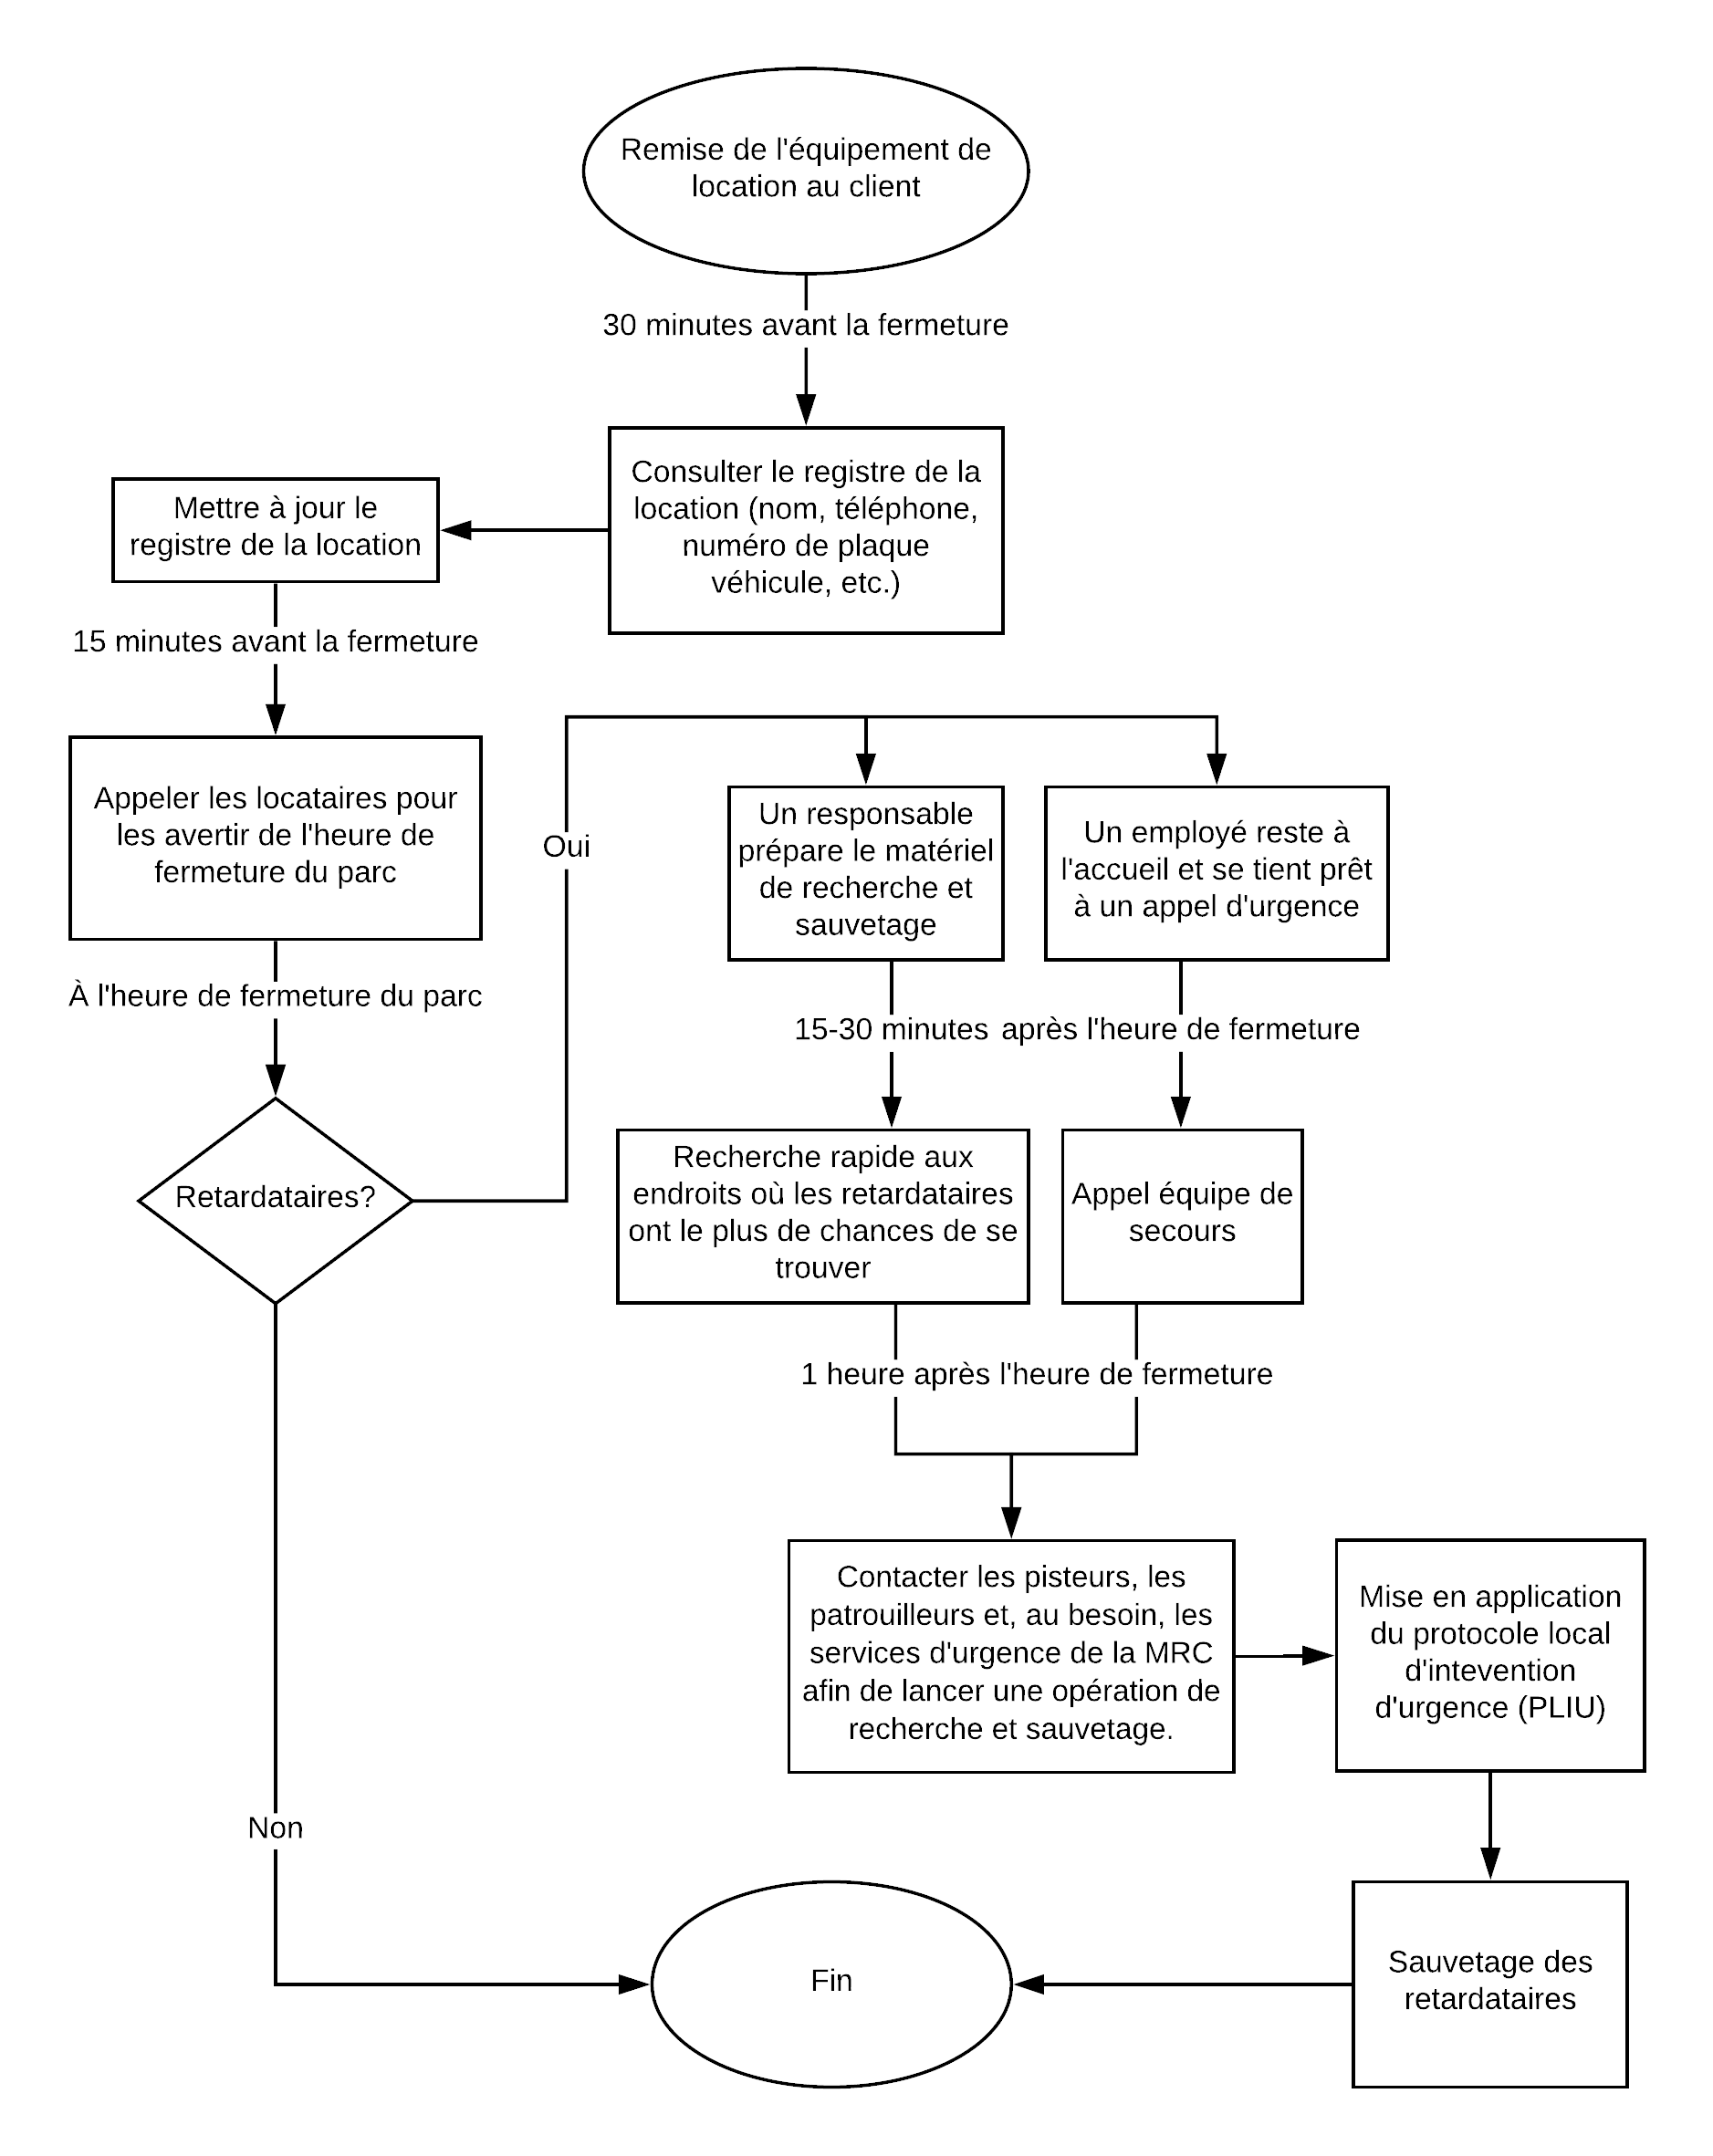 Remise de l'équipement de
location au client
30 minutes avant la fermeture
Consulter le registre de la
location (nom, téléphone,
numéro de plaque
véhicule, etc.)
Mettre à jour le
registre de la location
15 minutes avant la fermeture
Appeler les locataires pour
les avertir de l'heure de
fermeture du parc
À l'heure de fermeture du parc
Retardataires?
Oui
Un responsable
prépare le matériel
de recherche et
sauvetage
Un employé reste à
l'accueil et se tient prêt
à un appel d'urgence
15-30 minutes après l'heure de fermeture
Recherche rapide aux
endroits où les retardataires
ont le plus de chances de se
trouver
Appel équipe de
secours
1 heure après l'heure de fermeture
Contacter les pisteurs, les
patrouilleurs et, au besoin, les
services d'urgence de la MRC
afin de lancer une opération de
recherche et sauvetage.
Mise en application
du protocole local
d'intevention
d'urgence (PLIU)
Non
Sauvetage des
retardataires
Fin